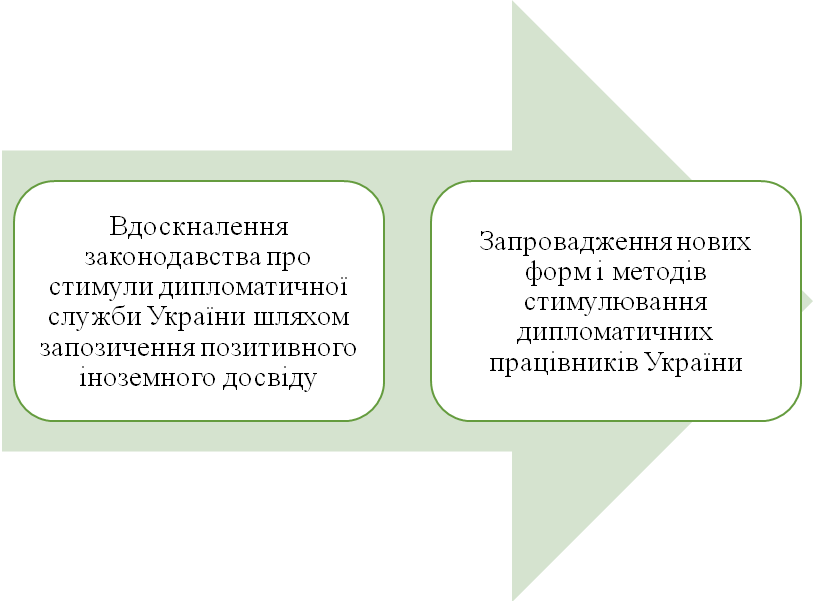 Вдоскналення
законодавства про
стимули дипломатичної
служби України шляхом
запозичення позитивного
іноземного досвіду
Запровадження нових
форм і методів
стимулювання
дипломатичних
працівників України